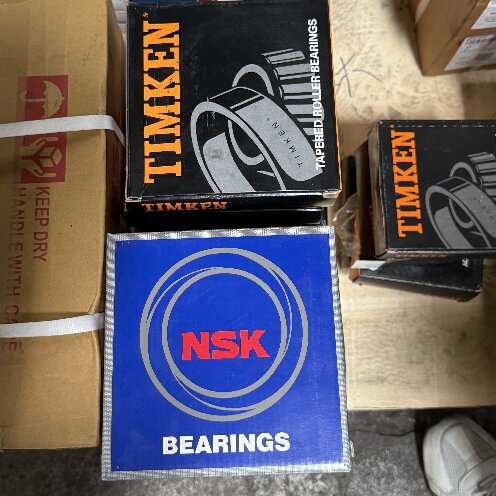 TIMKEN
TAPERED ROLLER BEARINGS
TIMKEN
TIMKEN
KEEP DRY
HANDLE WITH CARE
NSK
BEARINGS